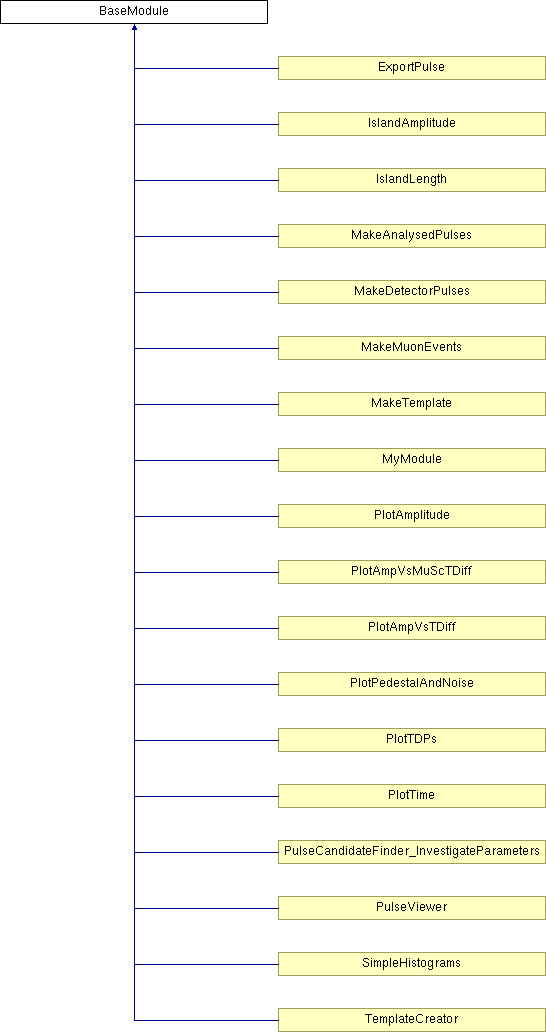 BaseModule
ExportPulse
IslandAmplitude
IslandLength
MakeAnalysedPulses
MakeDetectorPulses
MakeMuonEvents
MakeTemplate
MyModule
PlotAmplitude
PlotAmpVsMuScTDiff
PlotAmpVsTDiff
PlotPedestalAndNoise
PlotTDPs
PlotTime
PulseCandidateFinder_InvestigateParameters
PulseViewer
SimpleHistograms
TemplateCreator